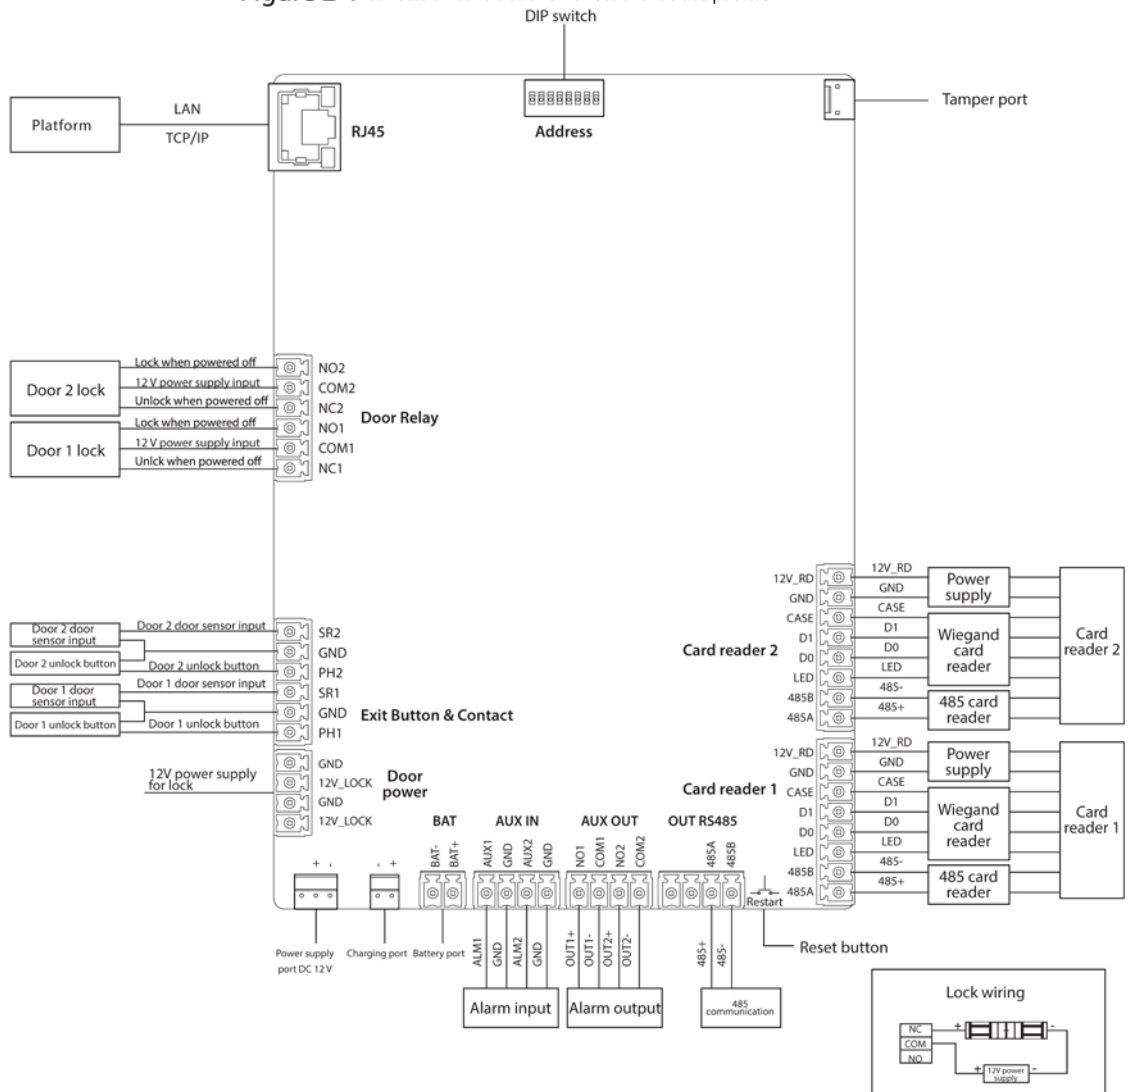 DIP switch
Platform
LAN
TCP/IP
RJ45
Address
Tamper port
Door 2 lock
Lock when powered off
12 V power supply input
Unlock when powered off
NO2
COM2
NC2
Door 1 lock
Lock when powered off
12 V power supply input
Unlck when powered off
NO1
COM1
NC1
Door Relay
Door 2 door
sensor input
Door 2 unlock button
Door 2 door sensor input
Door 2 unlock button
SR2
GND
PH2
Door 1 door
sensor input
Door 1 unlock button
Door 1 door sensor input
Door 1 unlock button
SR1
GND
PH1
Exit Button & Contact
12V power supply
for lock
GND
12V_LOCK
GND
12V_LOCK
Door
power
12V_RD
GND
CASE
D1
D0
LED
485B
485A
Card reader 2
12V_RD
GND
CASE
D1
D0
LED
485-
485+
Power
supply
Wiegand
card
reader
485 card
reader
Card
reader 2
12V_RD
GND
CASE
D1
D0
LED
485B
485A
Card reader 1
12V_RD
GND
CASE
D1
D0
LED
485-
485+
Power
supply
Wiegand
card
reader
485 card
reader
Card
reader 1
+ -
Power supply
port DC 12 V
- +
Charging port
BAT
BAT-
BAT+
Battery port
AUX IN
AUX1
GND
AUX2
GND
ALM1
GND
ALM2
GND
Alarm input
AUX OUT
NO1
COM1
NO2
COM2
OUT1+
OUT1-
OUT2+
OUT2-
Alarm output
OUT RS485
485A
485B
485+
485-
485
communication
Restart
Reset button
Lock wiring
NC
COM
NO
+ -
+ -
12V power
supply